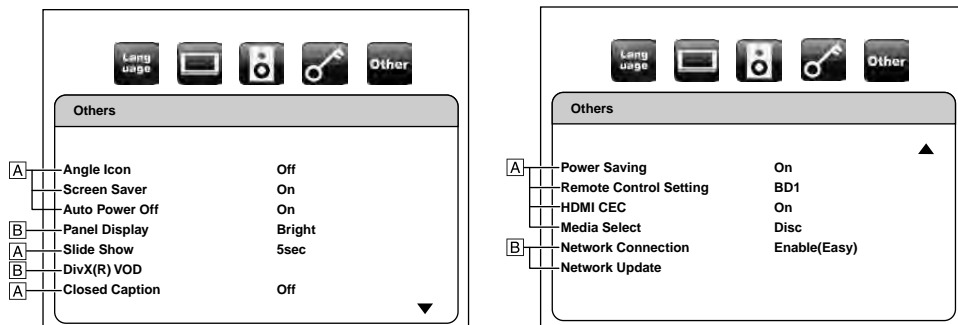 Lang
uage
Other
Others
A Angle Icon Off
Screen Saver On
Auto Power Off On
B Panel Display Bright
A Slide Show 5sec
B DivX(R) VOD
A Closed Caption Off
Lang
uage
Other
Others
A Power Saving On
Remote Control Setting BD1
HDMI CEC On
Media Select Disc
B Network Connection Enable(Easy)
Network Update